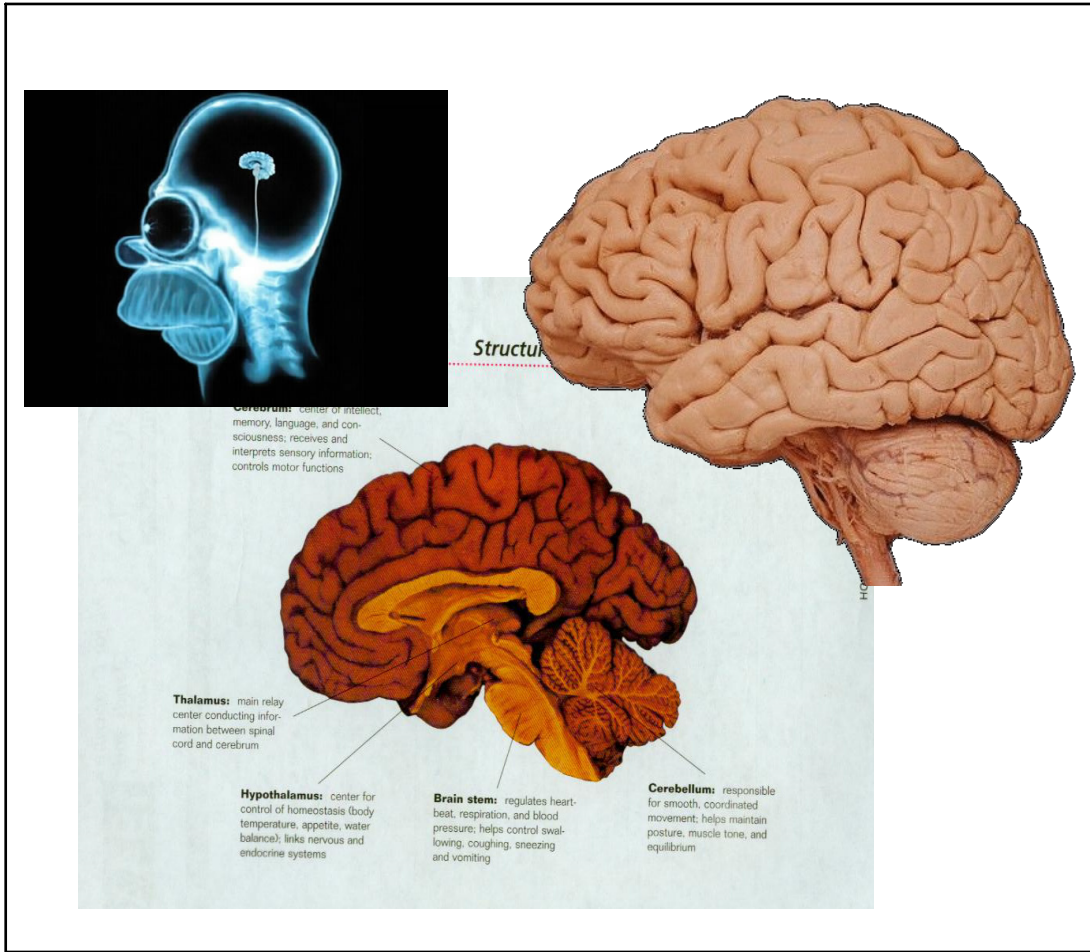 Structu
Cerebrum: center of intellect,
memory, language, and con-
sciousness; receives and
interprets sensory information;
controls motor functions
Thalamus: main relay
center conducting infor-
mation between spinal
cord and cerebrum
Hypothalamus: center for
control of homeostasis (body
temperature, appetite, water
balance); links nervous and
endocrine systems
Brain stem: regulates heart-
beat, respiration, and blood
pressure; helps control swal-
lowing, coughing, sneezing
and vomiting
Cerebellum: responsible
for smooth, coordinated
movement; helps maintain
posture, muscle tone, and
equilibrium
HO